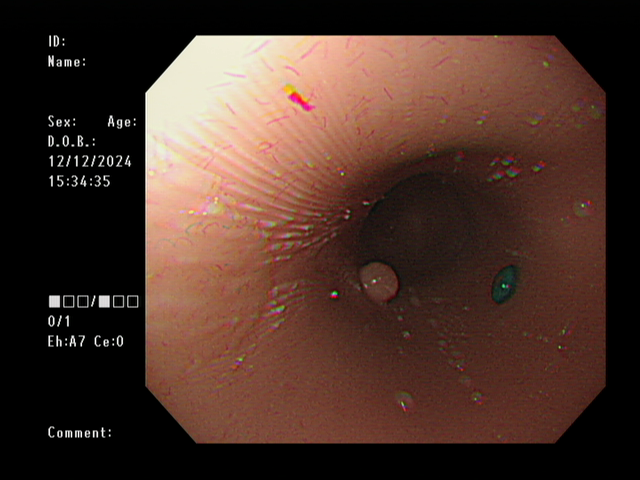 ID:
Name:
Sex: Age:
D.O.B.:
12/12/2024
15:34:35
■□□/■□□
0/1
Eh:A7 Ce:0
Comment: